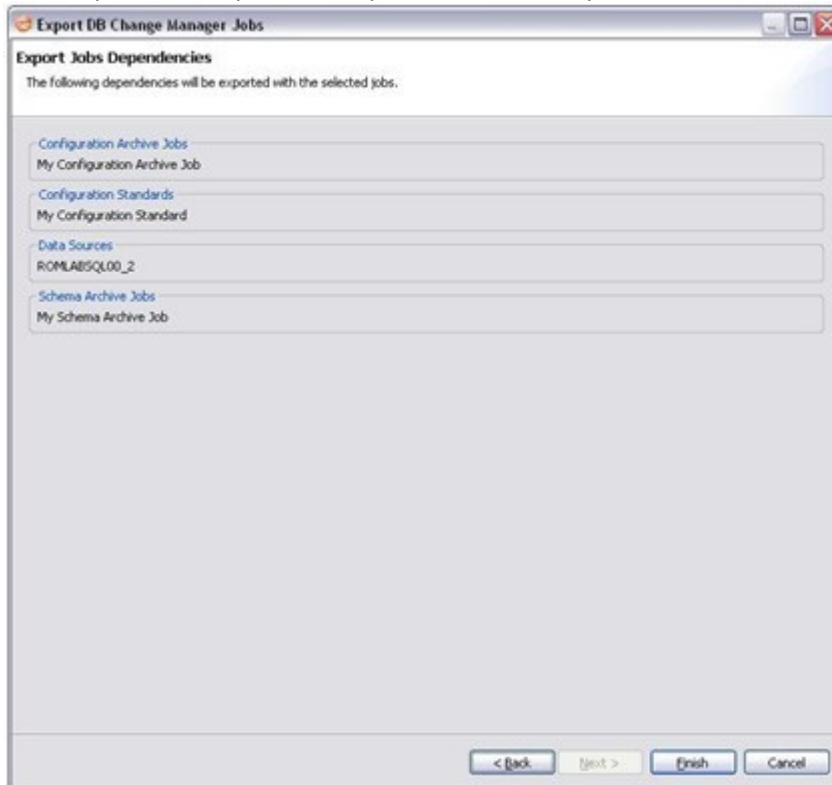 Export DB Change Manager Jobs
Export Jobs Dependencies
The following dependencies will be exported with the selected jobs.
Configuration Archive Jobs
My Configuration Archive Job
Configuration Standards
My Configuration Standard
Data Sources
ROMLABSQL00_2
Schema Archive Jobs
My Schema Archive Job
< Back Next > Finish Cancel